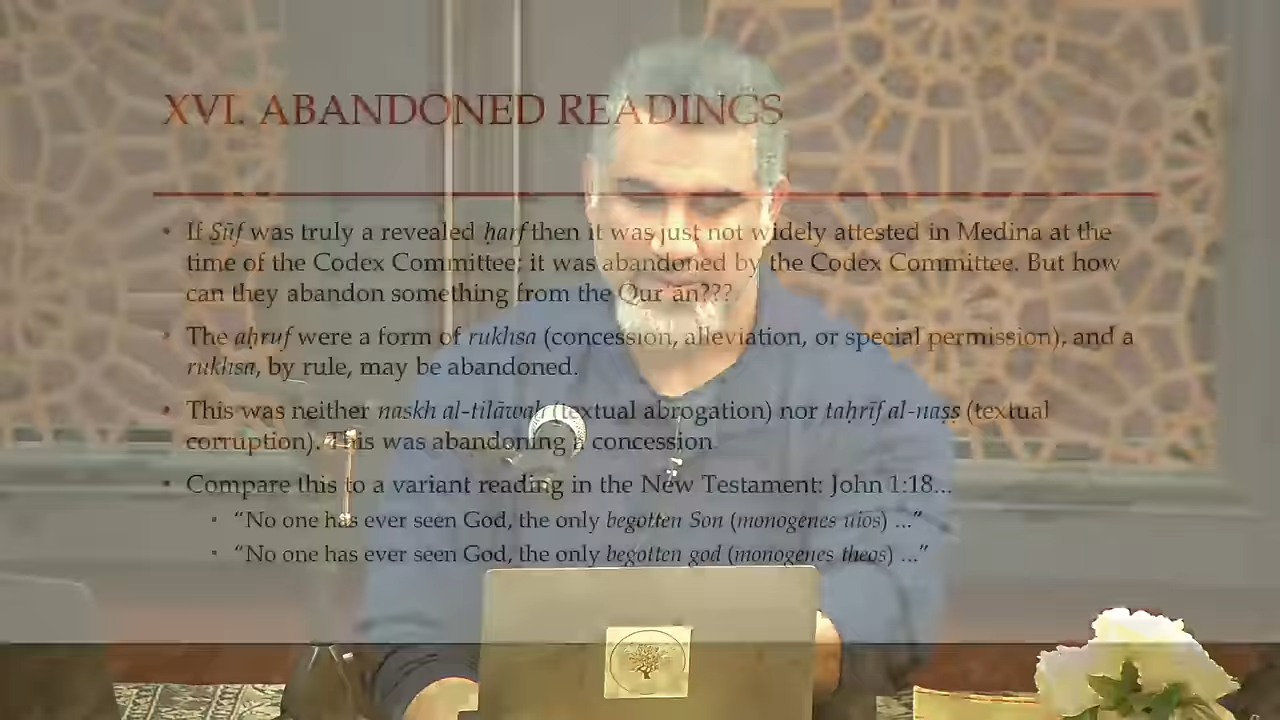 XVI. ABANDONED READINGS
• If Ṣūf was truly a revealed ḥarf then it was just not widely attested in Medina at the
time of the Codex Committee; it was abandoned by the Codex Committee. But how
can they abandon something from the Qur'an???
• The aḥruf were a form of rukhsa (concession, alleviation, or special permission), and a
rukhsa, by rule, may be abandoned.
• This was neither naskh al-tilāwah (textual abrogation) nor taḥrīf al-naṣṣ (textual
corruption). This was abandoning a concession.
• Compare this to a variant reading in the New Testament: John 1:18...
▪ “No one has ever seen God, the only begotten Son (monogenes uios) ...”
▪ “No one has ever seen God, the only begotten god (monogenes theos) ...”